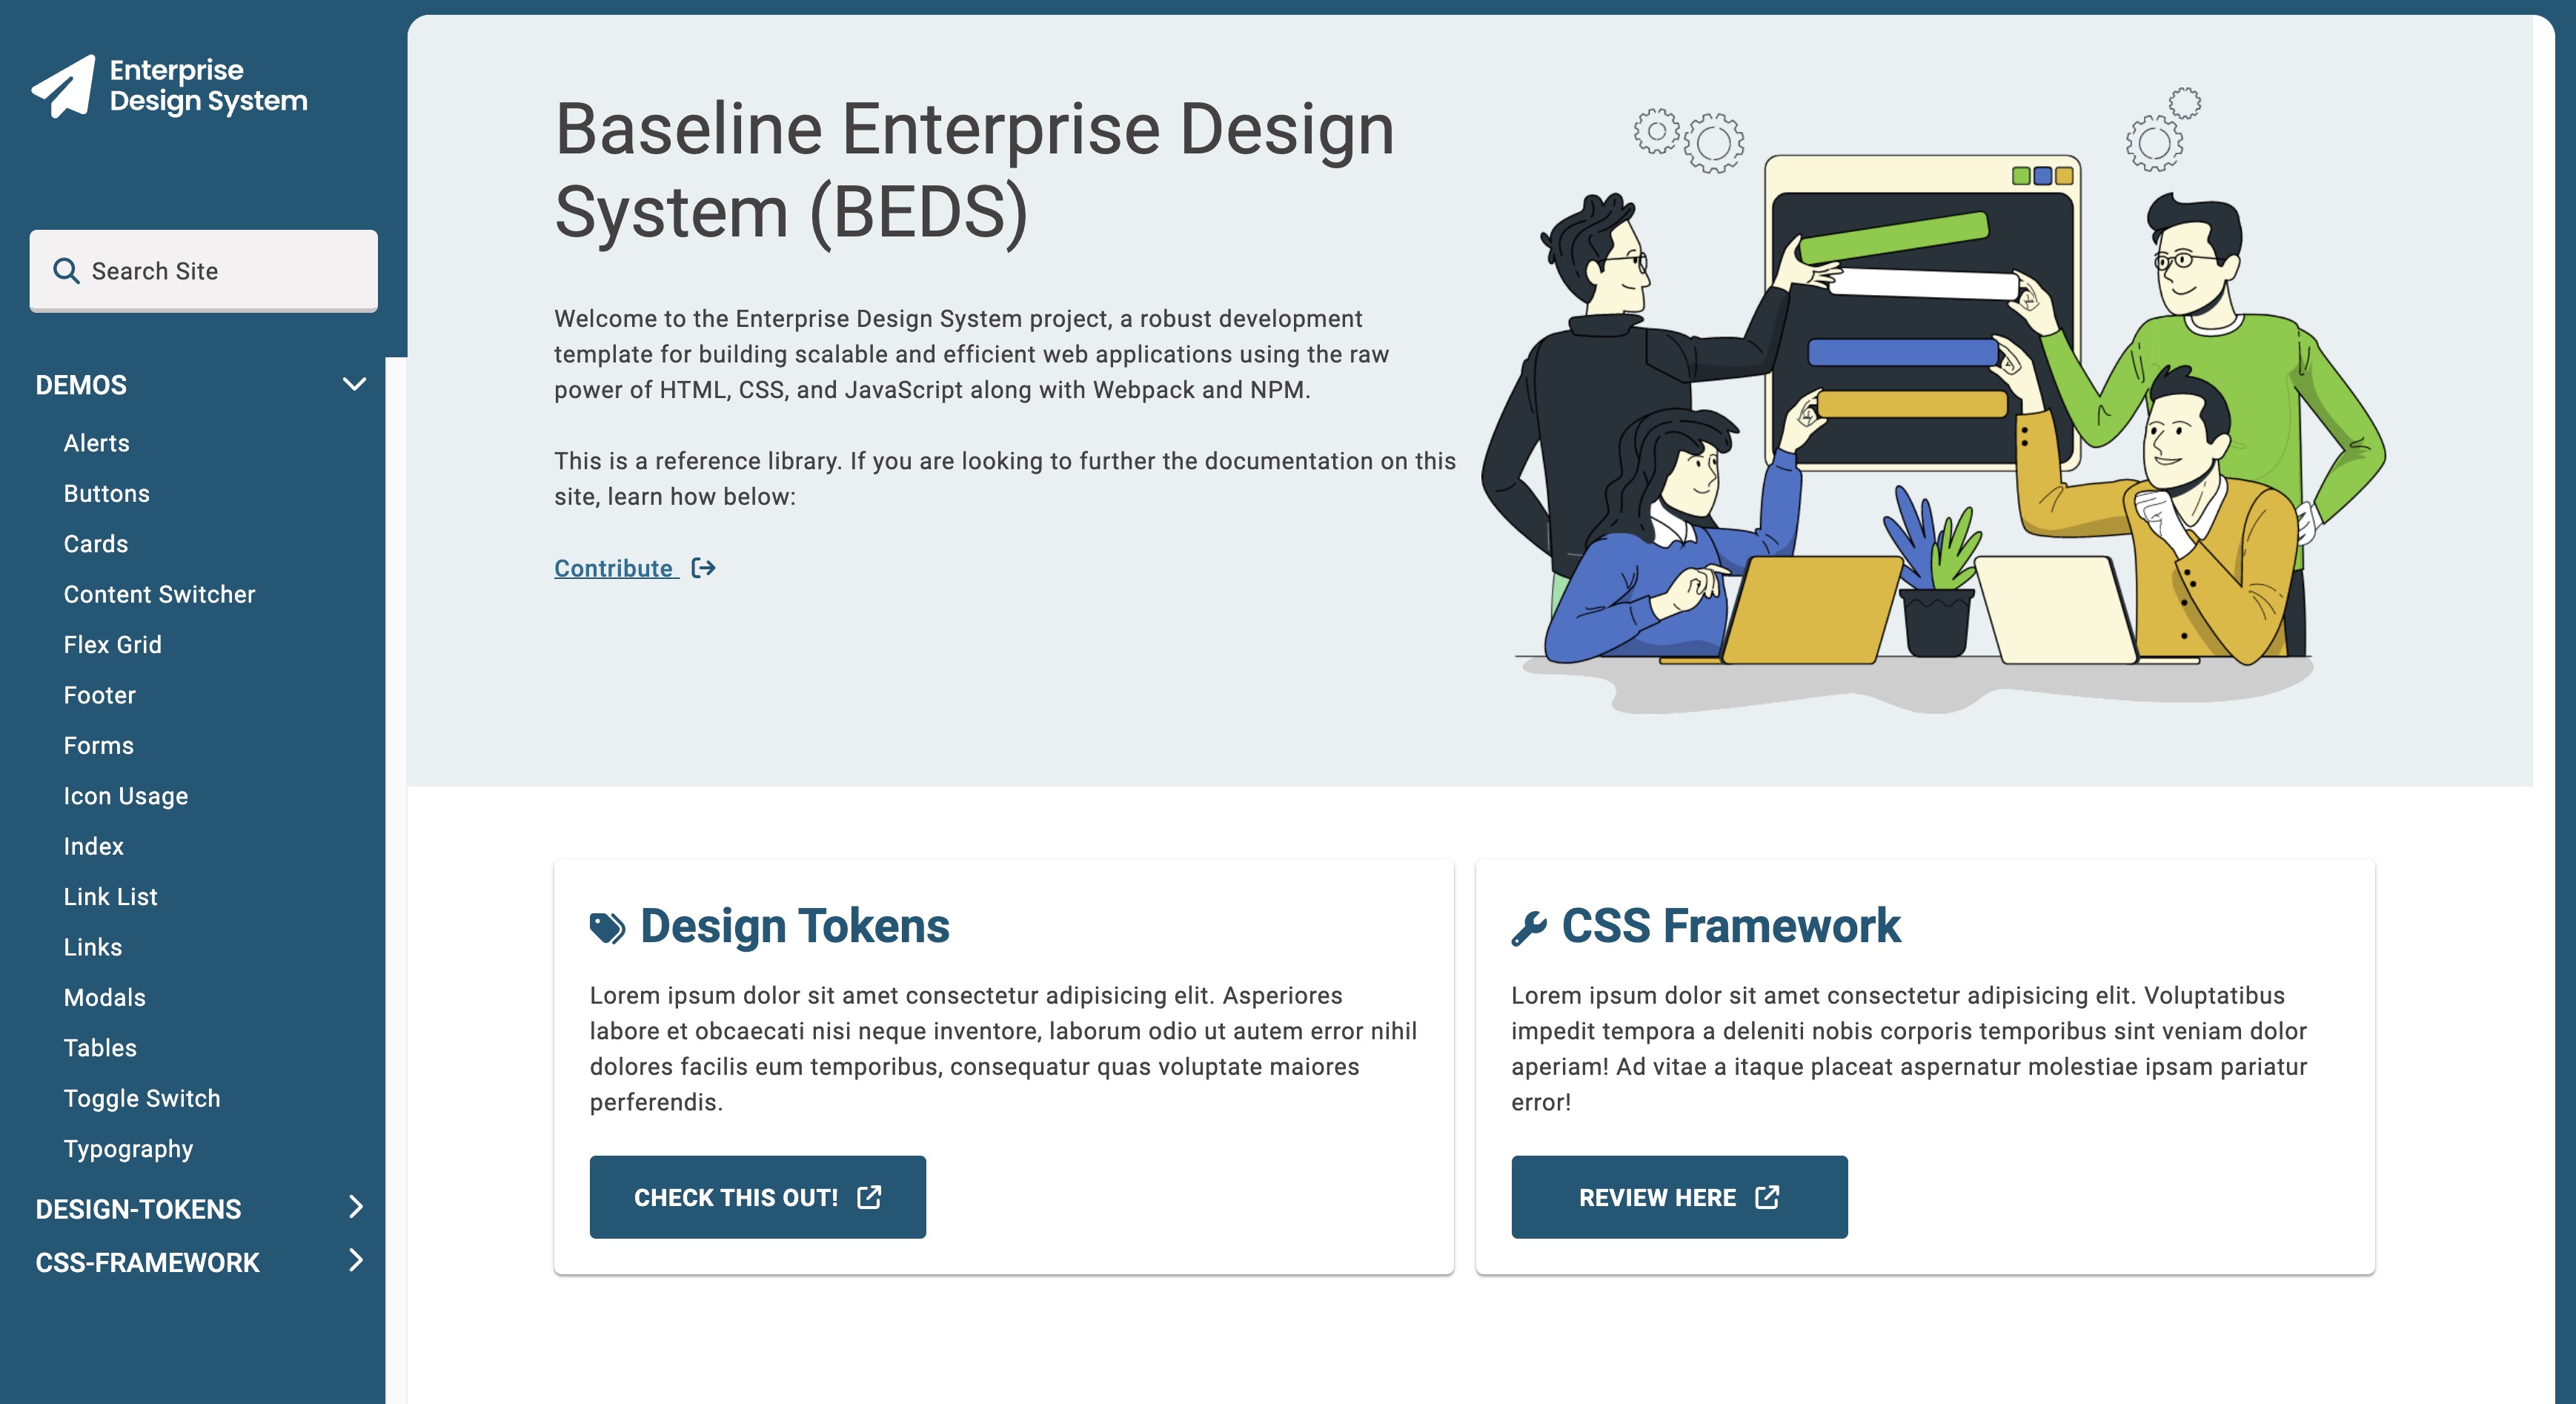 Enterprise
Design System
Search Site
DEMOS
Alerts
Buttons
Cards
Content Switcher
Flex Grid
Footer
Forms
Icon Usage
Index
Link List
Links
Modals
Tables
Toggle Switch
Typography
DESIGN-TOKENS
CSS-FRAMEWORK
Baseline Enterprise Design
System (BEDS)
Welcome to the Enterprise Design System project, a robust development
template for building scalable and efficient web applications using the raw
power of HTML, CSS, and JavaScript along with Webpack and NPM.
This is a reference library. If you are looking to further the documentation on this
site, learn how below:
Contribute
Design Tokens
Lorem ipsum dolor sit amet consectetur adipisicing elit. Asperiores
labore et obcaecati nisi neque inventore, laborum odio ut autem error nihil
dolores facilis eum temporibus, consequatur quas voluptate maiores
perferendis.
CHECK THIS OUT!
CSS Framework
Lorem ipsum dolor sit amet consectetur adipisicing elit. Voluptatibus
impedit tempora a deleniti nobis corporis temporibus sint veniam dolor
aperiam! Ad vitae a itaque placeat aspernatur molestiae ipsam pariatur
error!
REVIEW HERE